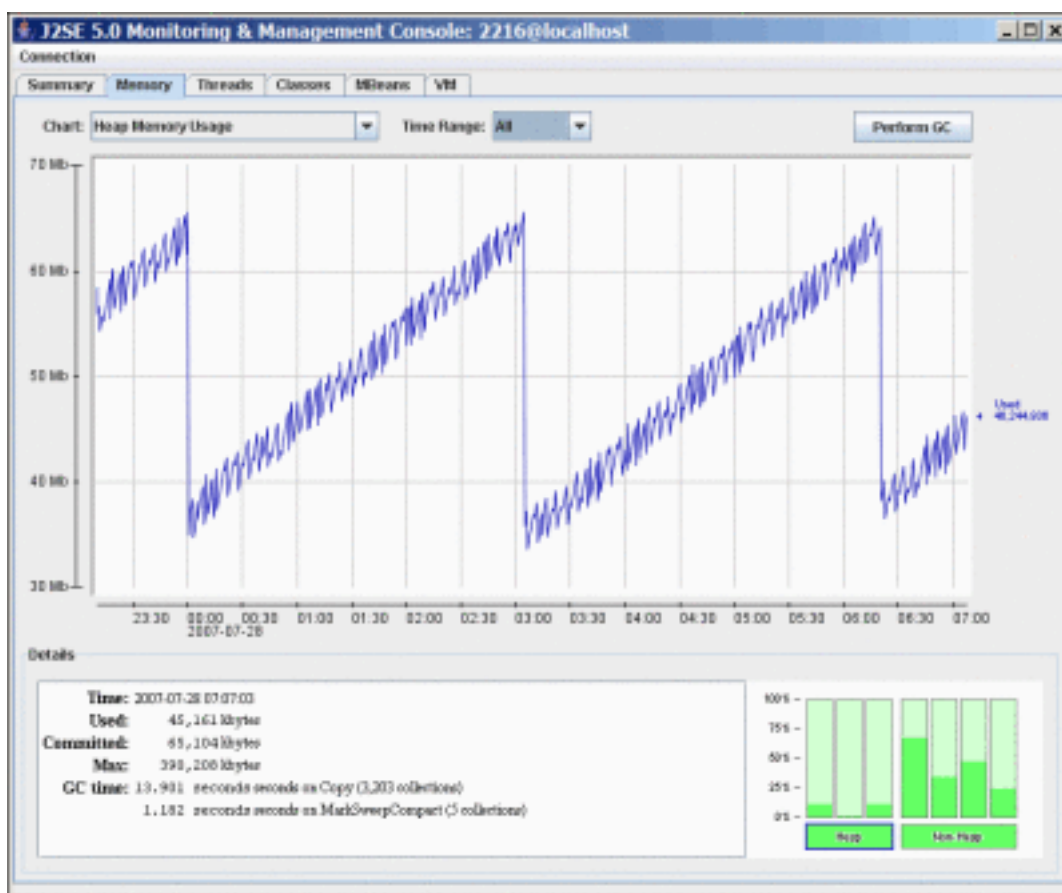 J2SE 5.0 Monitoring & Management Console: 2216@localhost
Connection
Summary Memory Threads Classes MBeans VM
Chart: Heap Memory Usage Time Range: All Perform GC
70 Mb
60 Mb
50 Mb
Used
40 Mb
30 Mb
23:30 00:00 00:30 01:00 01:30 02:00 02:30 03:00 03:30 04:00 04:30 05:00 05:30 06:00 06:30 07:00
2007-07-28
Details
Time: 2007-07-28 07:07:03
Used: 45,161 kbytes
Committed: 65,104 kbytes
Max: 390,208 kbytes
GC time: 13.901 seconds seconds on Copy (3,203 collections)
1.182 seconds seconds on MarkSweepCompact (5 collections)
100%
75%
50%
25%
0%
Heap Non-Heap